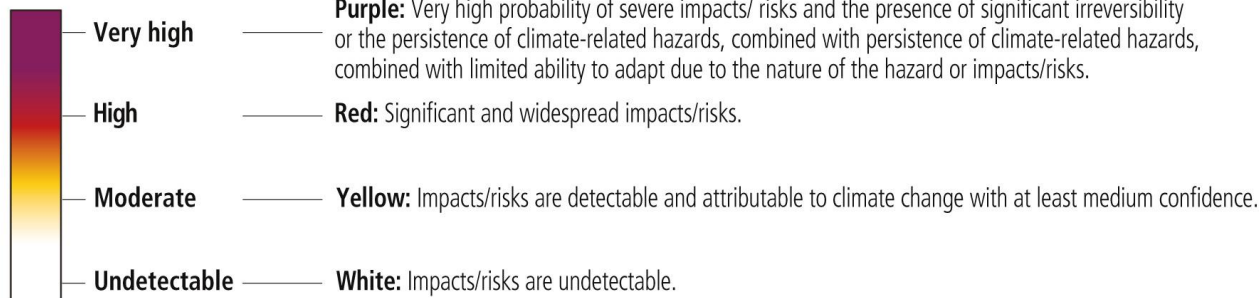 Very high
Purple: Very high probability of severe impacts/ risks and the presence of significant irreversibility
or the persistence of climate-related hazards, combined with persistence of climate-related hazards,
combined with limited ability to adapt due to the nature of the hazard or impacts/risks.
High
Red: Significant and widespread impacts/risks.
Moderate
Yellow: Impacts/risks are detectable and attributable to climate change with at least medium confidence.
Undetectable
White: Impacts/risks are undetectable.